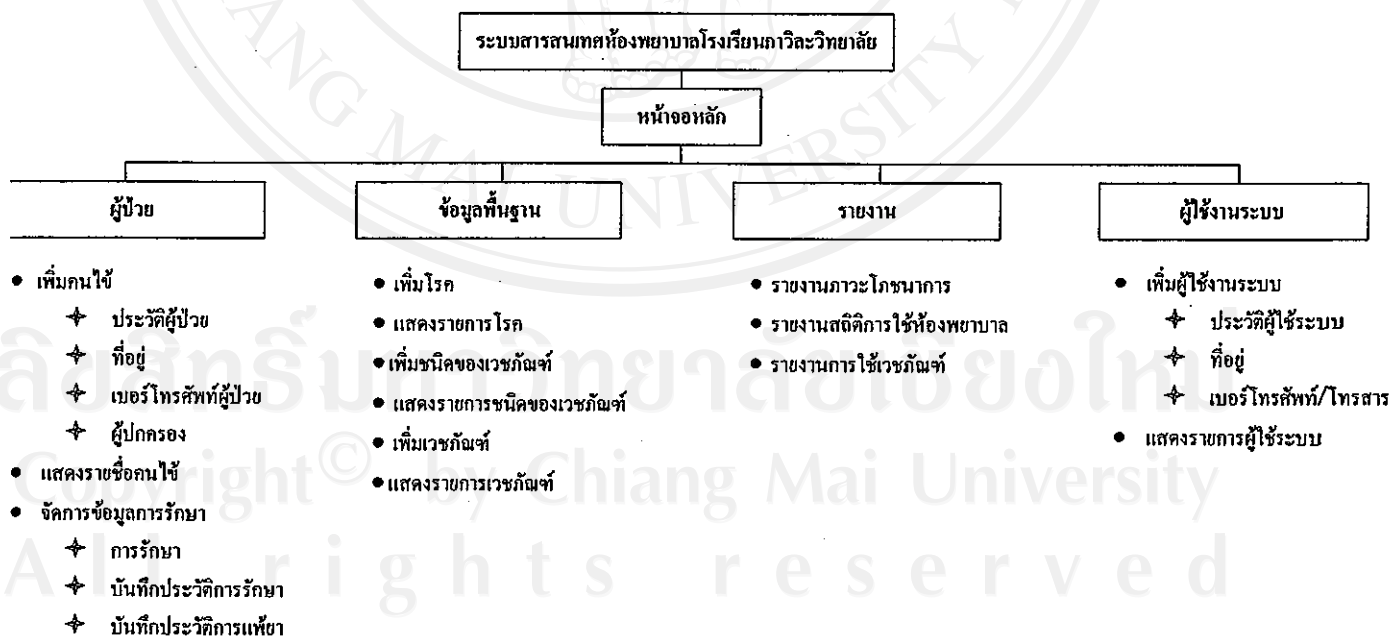 ระบบสารสนเทศห้องพยาบาลโรงเรียนกาวิละวิทยาลัย
หน้าจอหลัก
ผู้ป่วย
เพิ่มคนไข้
ประวัติผู้ป่วย
ที่อยู่
เบอร์โทรศัพท์ผู้ป่วย
ผู้ปกครอง
แสดงรายชื่อคนไข้
จัดการข้อมูลการรักษา
การรักษา
บันทึกประวัติการรักษา
บันทึกประวัติการแพ้ยา
ข้อมูลพื้นฐาน
เพิ่มโรค
แสดงรายการโรค
เพิ่มชนิดของเวชภัณฑ์
แสดงรายการชนิดของเวชภัณฑ์
เพิ่มเวชภัณฑ์
แสดงรายการเวชภัณฑ์
รายงาน
รายงานภาวะโภชนาการ
รายงานสถิติการใช้ห้องพยาบาล
รายงานการใช้เวชภัณฑ์
ผู้ใช้งานระบบ
เพิ่มผู้ใช้งานระบบ
ประวัติผู้ใช้ระบบ
ที่อยู่
เบอร์โทรศัพท์/โทรสาร
แสดงรายการผู้ใช้ระบบ
ANG MAI UNIVERSITY
ลิขสิทธิ์มหาวิทยาลัยเชียงใหม่
Copyright© by Chiang Mai University
All rights reserved